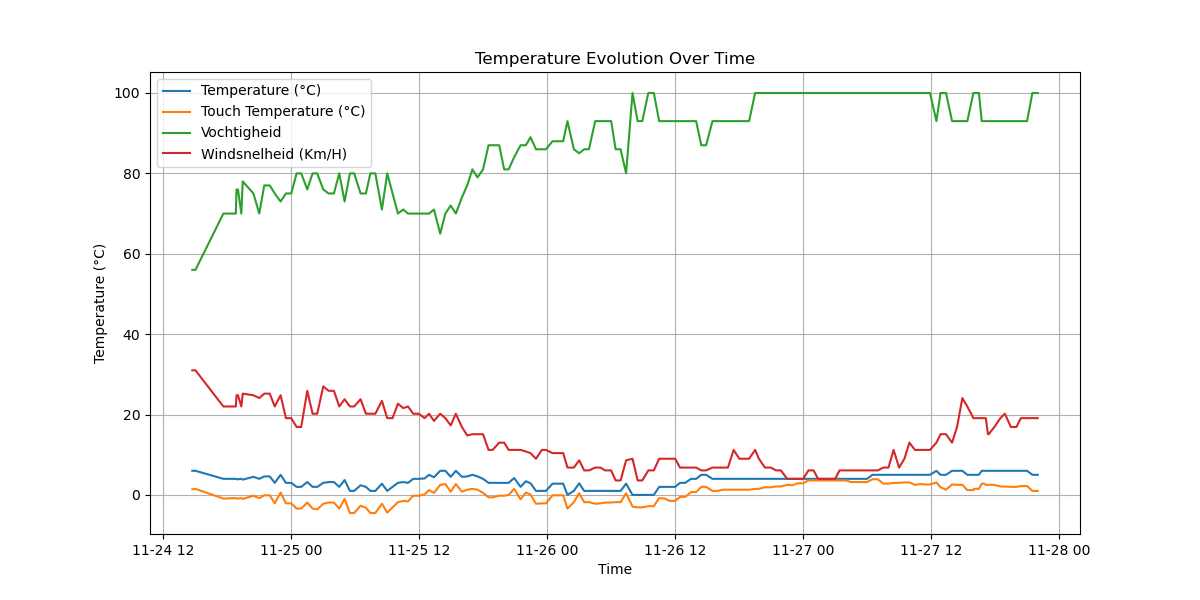 Temperature Evolution Over Time
Temperature (°C)
Touch Temperature (°C)
Vochtigheid
Windsnelheid (Km/H)
100
80
60
40
20
0
Temperature (°C)
11-24 12
11-25 00
11-25 12
11-26 00
11-26 12
11-27 00
11-27 12
11-28 00
Time